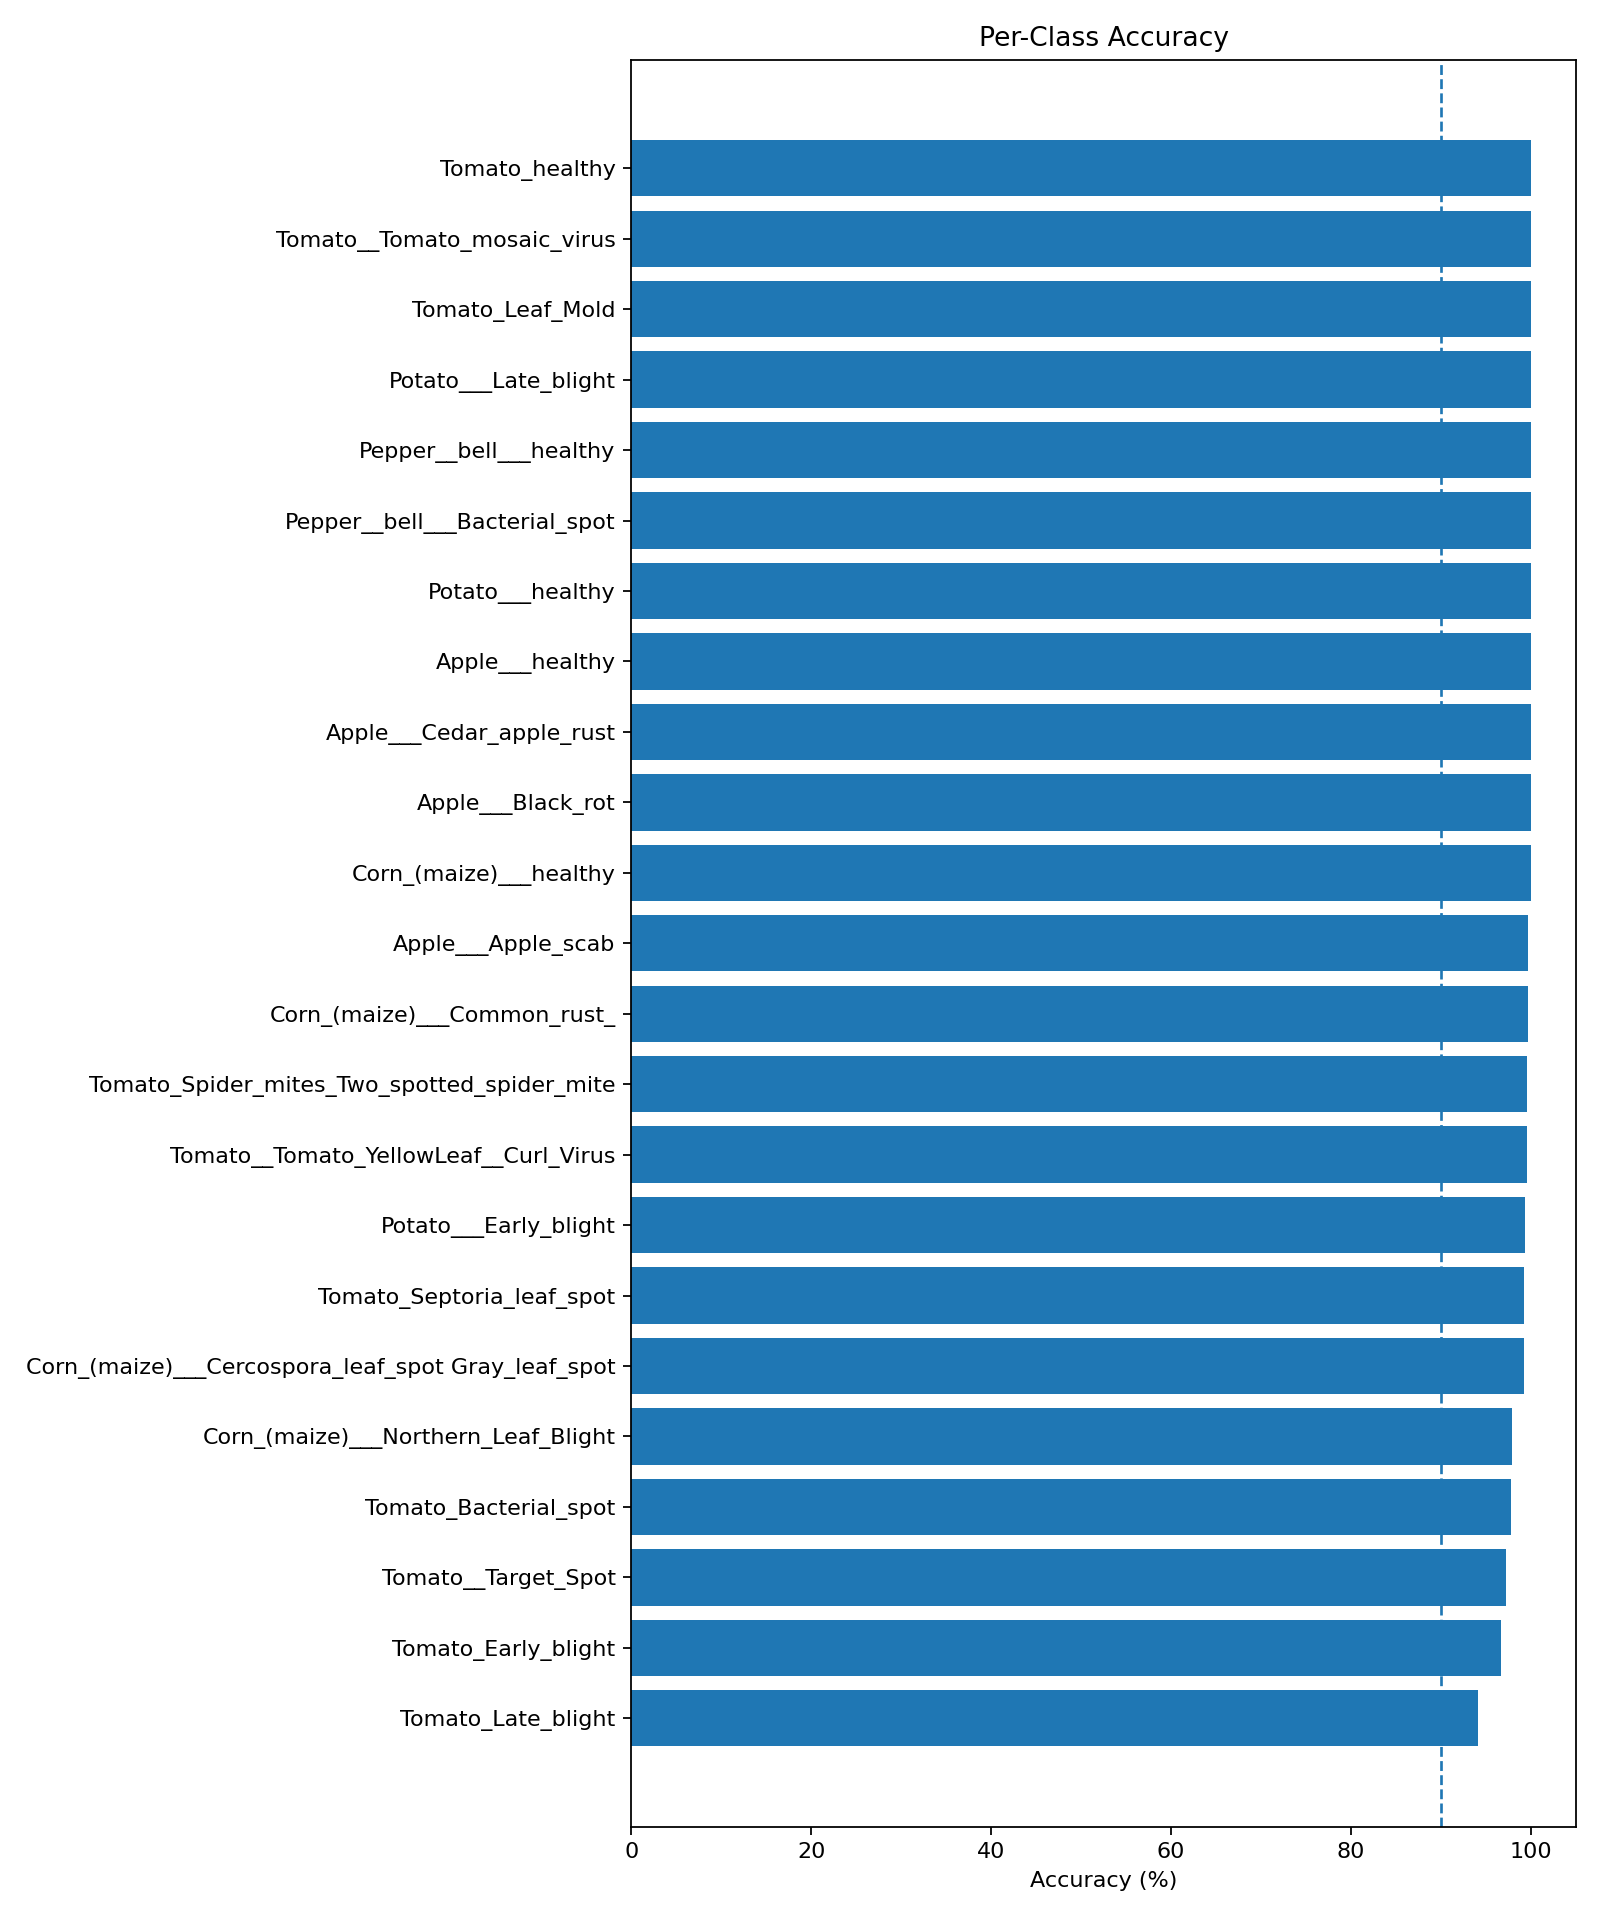 Per-Class Accuracy
Tomato_healthy
Tomato__Tomato_mosaic_virus
Tomato_Leaf_Mold
Potato___Late_blight
Pepper__bell___healthy
Pepper__bell___Bacterial_spot
Potato___healthy
Apple___healthy
Apple___Cedar_apple_rust
Apple___Black_rot
Corn_(maize)___healthy
Apple___Apple_scab
Corn_(maize)___Common_rust_
Tomato_Spider_mites_Two_spotted_spider_mite
Tomato__Tomato_YellowLeaf__Curl_Virus
Potato___Early_blight
Tomato_Septoria_leaf_spot
Corn_(maize)___Cercospora_leaf_spot Gray_leaf_spot
Corn_(maize)___Northern_Leaf_Blight
Tomato_Bacterial_spot
Tomato__Target_Spot
Tomato_Early_blight
Tomato_Late_blight
0 20 40 60 80 100
Accuracy (%)